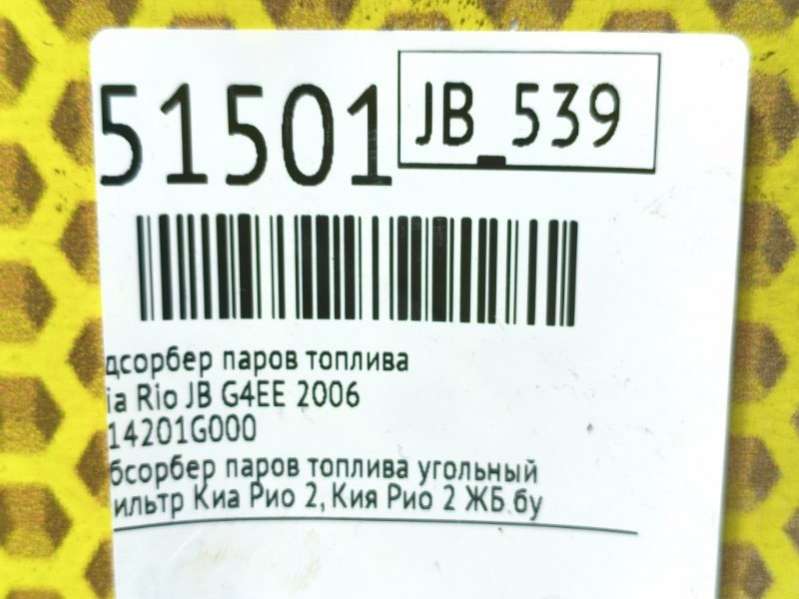 51501 JB_539
дсорбер паров топлива
ia Rio JB G4EE 2006
14201G000
бсорбер паров топлива угольный
ильтр Киа Рио 2, Кия Рио 2 ЖБ бу